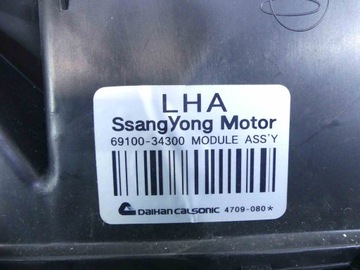 LHA
SsangYong Motor
69100-34300 MODULE ASS'Y
DAIHAN CALSONIC 4709-080*